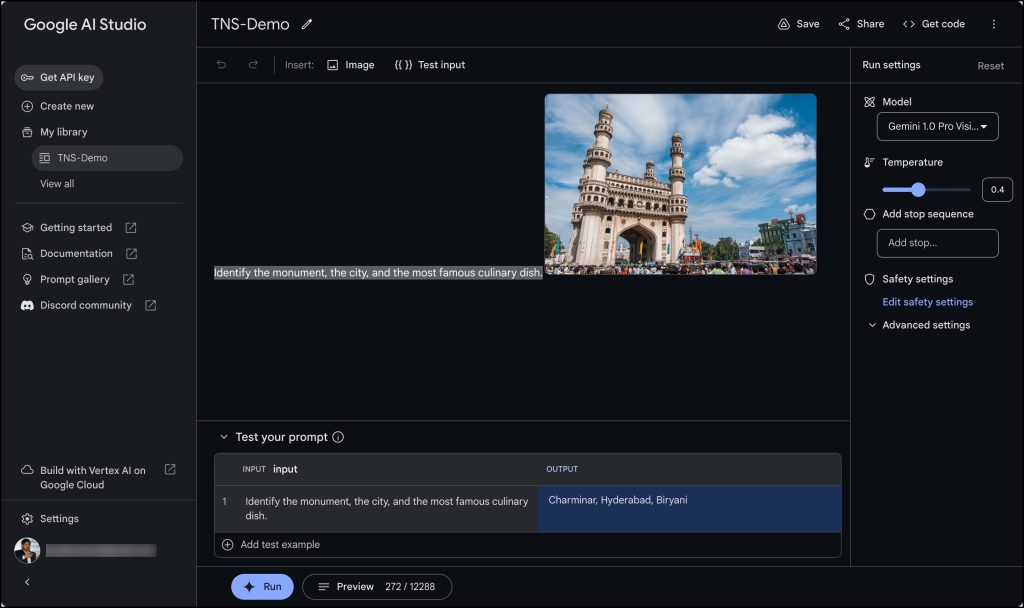 Google AI Studio
Get API key
Create new
My library
TNS-Demo
View all
Getting started
Documentation
Prompt gallery
Discord community
Build with Vertex AI on
Google Cloud
Settings
TNS-Demo
Save
Share
<> Get code
Insert:
Image
{{ }} Test input
Identify the monument, the city, and the most famous culinary dish.
Test your prompt
INPUT input
OUTPUT
1
Identify the monument, the city, and the most famous culinary
dish.
Charminar, Hyderabad, Biryani
Add test example
Run
Preview 272 / 12288
Run settings
Reset
Model
Gemini 1.0 Pro Visi...
Temperature
0.4
Add stop sequence
Add stop...
Safety settings
Edit safety settings
Advanced settings